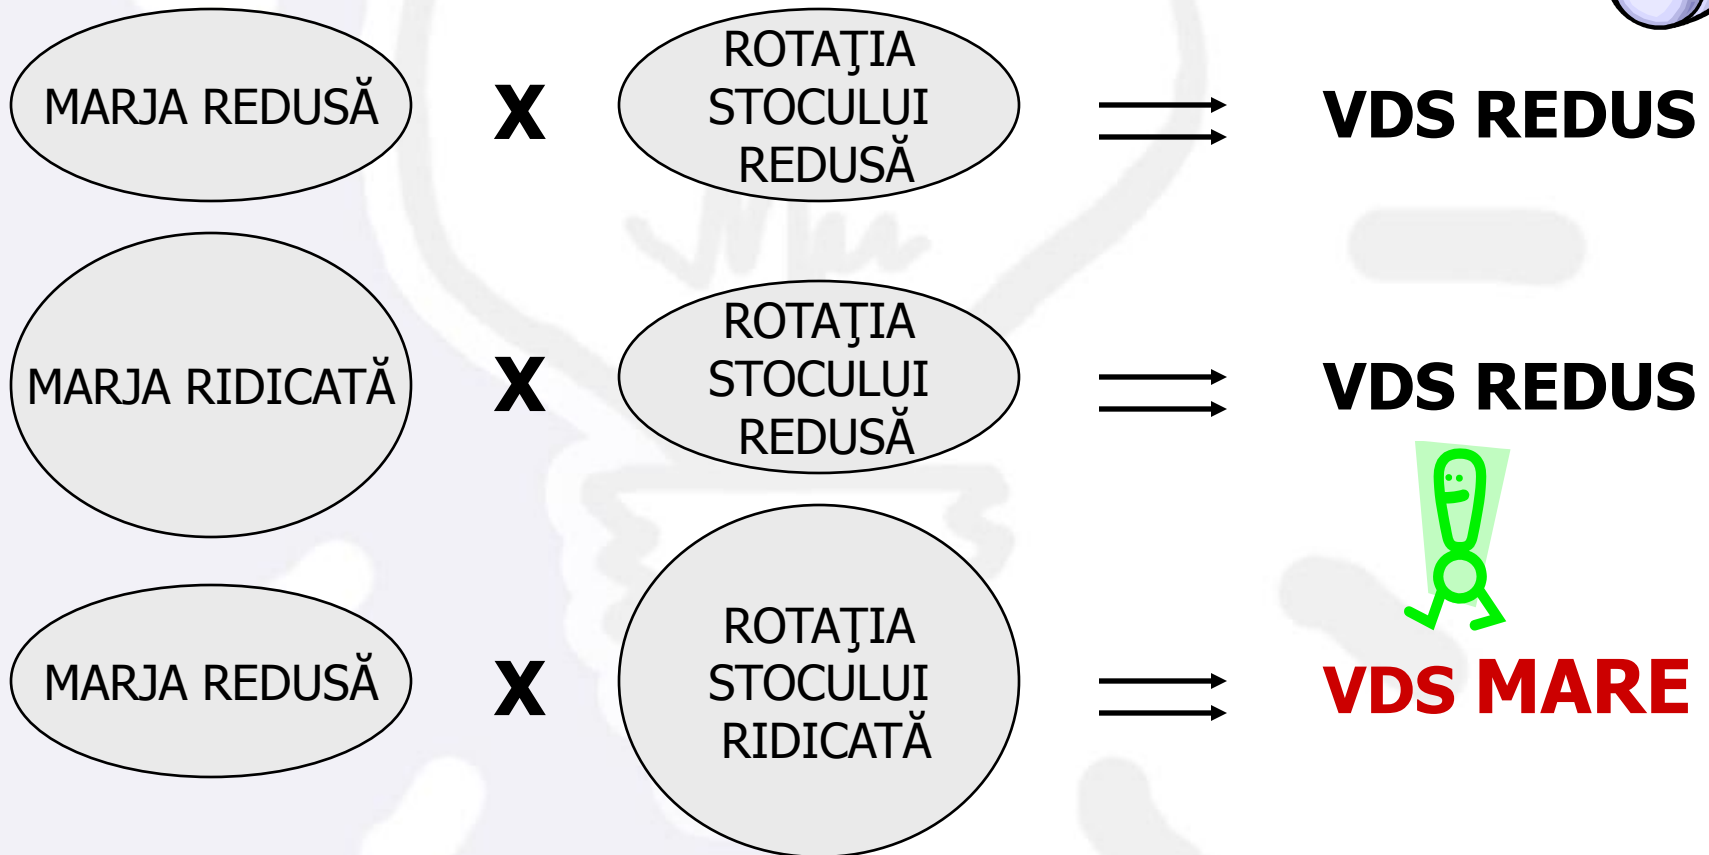 MARJA REDUSĂ
X
ROTAŢIA
STOCULUI
REDUSĂ
VDS REDUS
MARJA RIDICATĂ
X
ROTAŢIA
STOCULUI
REDUSĂ
VDS REDUS
MARJA REDUSĂ
X
ROTAŢIA
STOCULUI
RIDICATĂ
VDS MARE